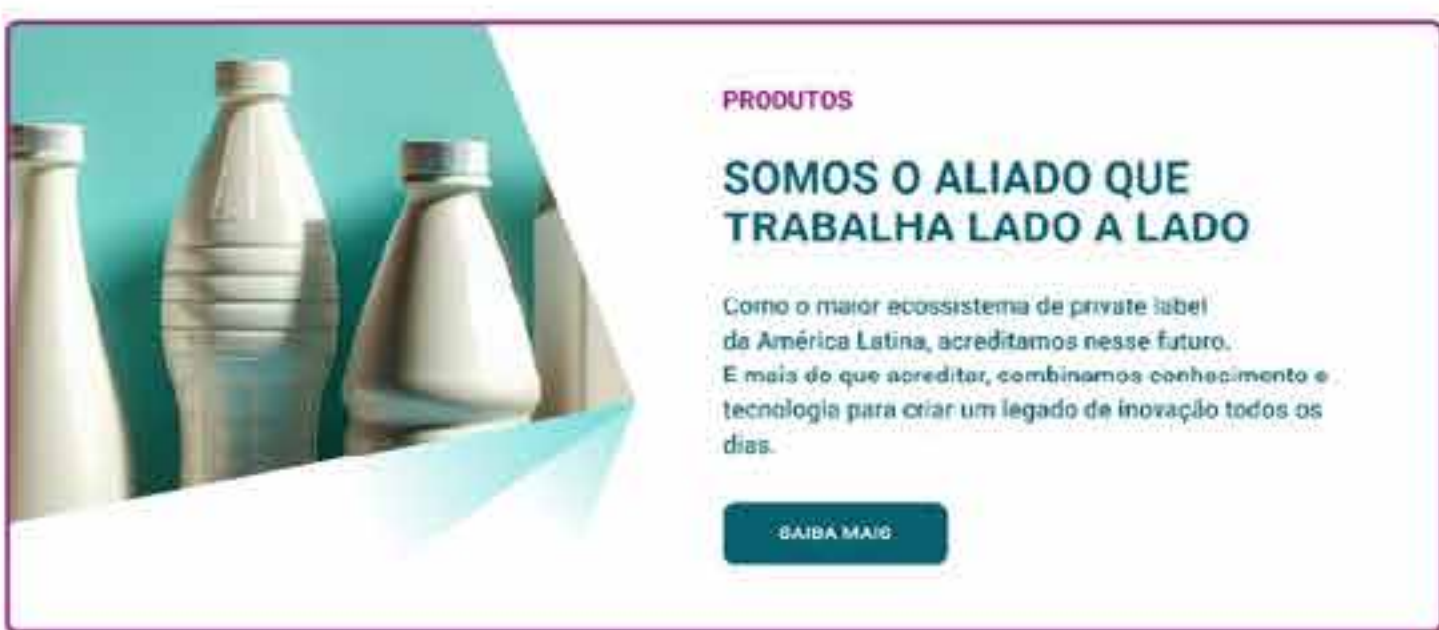 PRODUTOS
SOMOS O ALIADO QUE
TRABALHA LADO A LADO
Como o maior ecossistema de private label
da América Latina, acreditamos nesse futuro.
E mais do que acreditar, combinamos conhecimento e
tecnologia para criar um legado de inovação todos os
dias.
SAIBA MAIS